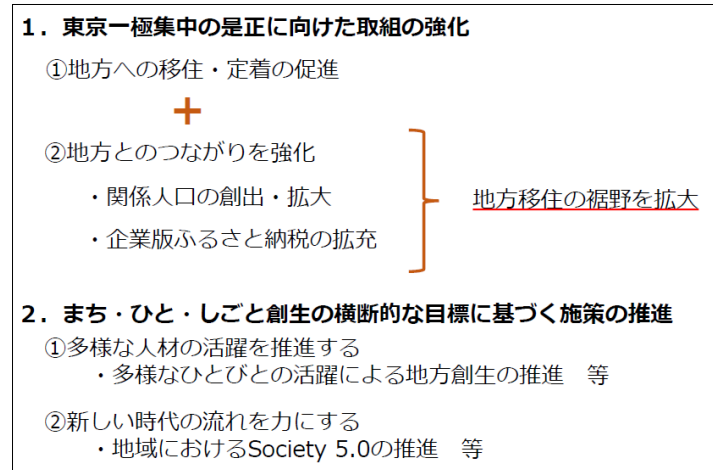 1．東京一極集中の是正に向けた取組の強化
①地方への移住・定着の促進
＋
②地方とのつながりを強化
・関係人口の創出・拡大
・企業版ふるさと納税の拡充
地方移住の裾野を拡大
2．まち・ひと・しごと創生の横断的な目標に基づく施策の推進
①多様な人材の活躍を推進する
・多様なひとびとの活躍による地方創生の推進　等
②新しい時代の流れを力にする
・地域におけるSociety 5.0の推進　等